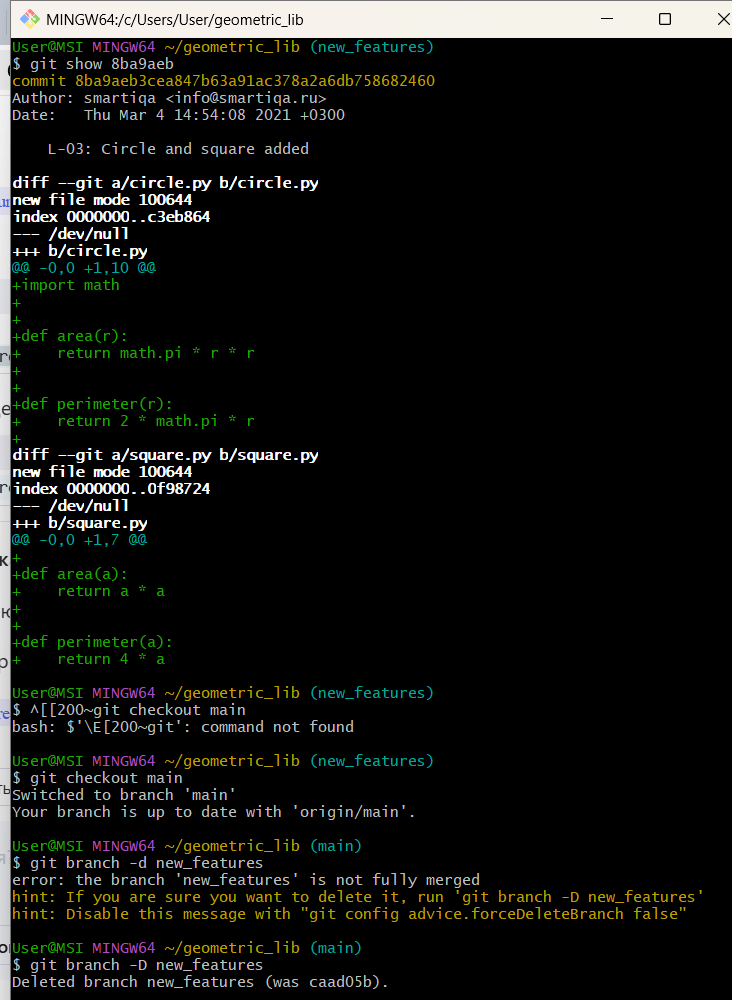 MINGW64:/c/Users/User/geometric_lib
User@MSI MINGW64 ~/geometric_lib (new_features)
$ git show 8ba9aeb
commit 8ba9aeb3cea847b63a91ac378a2a6db758682460
Author: smartiqa <info@smartiqa.ru>
Date:   Thu Mar 4 14:54:08 2021 +0300

    L-03: Circle and square added

diff --git a/circle.py b/circle.py
new file mode 100644
index 0000000..c3eb864
--- /dev/null
+++ b/circle.py
@@ -0,0 +1,10 @@
+import math
+
+
+def area(r):
+    return math.pi * r * r
+
+
+def perimeter(r):
+    return 2 * math.pi * r
+
diff --git a/square.py b/square.py
new file mode 100644
index 0000000..0f98724
--- /dev/null
+++ b/square.py
@@ -0,0 +1,7 @@
+
+def area(a):
+    return a * a
+
+
+def perimeter(a):
+    return 4 * a

User@MSI MINGW64 ~/geometric_lib (new_features)
$ ^[[200~git checkout main
bash: $'\E[200~git': command not found

User@MSI MINGW64 ~/geometric_lib (new_features)
$ git checkout main
Switched to branch 'main'
Your branch is up to date with 'origin/main'.

User@MSI MINGW64 ~/geometric_lib (main)
$ git branch -d new_features
error: the branch 'new_features' is not fully merged
hint: If you are sure you want to delete it, run 'git branch -D new_features'
hint: Disable this message with "git config advice.forceDeleteBranch false"

User@MSI MINGW64 ~/geometric_lib (main)
$ git branch -D new_features
Deleted branch new_features (was caad05b).